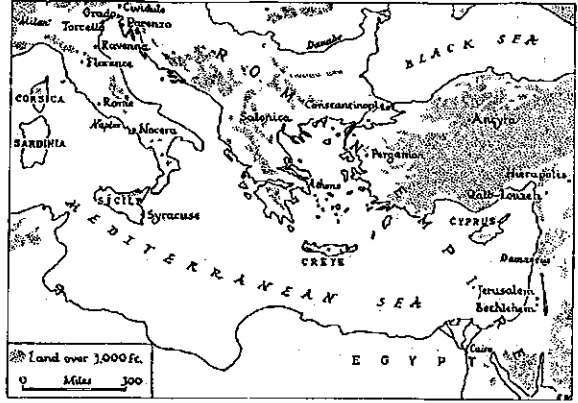 Milan
Grado
Cividale
Torcello
Parenzo
Ravenna
Florence
Danube
BLACK SEA
ROMAN EMPIRE
CORSICA
Rome
Constantinople
Salonica
Ancyra
Naples
Nocera
SARDINIA
Pergamon
Hierapolis
Athens
Qalb Louzeh
SICILY
Syracuse
CYPRUS
MEDITERRANEAN SEA
CRETE
Damascus
Jerusalem
Bethlehem
Land over 3,000 ft.
0 Miles 300
EGYPT
Cairo